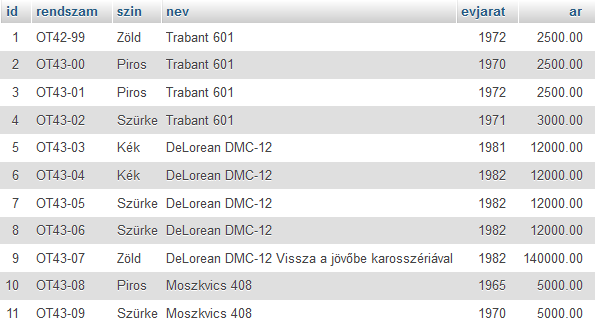 id rendszam szin nev evjarat ar
1 OT42-99 Zöld Trabant 601 1972 2500.00
2 OT43-00 Piros Trabant 601 1970 2500.00
3 OT43-01 Piros Trabant 601 1972 2500.00
4 OT43-02 Szürke Trabant 601 1971 3000.00
5 OT43-03 Kék DeLorean DMC-12 1981 12000.00
6 OT43-04 Kék DeLorean DMC-12 1982 12000.00
7 OT43-05 Szürke DeLorean DMC-12 1982 12000.00
8 OT43-06 Szürke DeLorean DMC-12 1982 12000.00
9 OT43-07 Zöld DeLorean DMC-12 Vissza a jövőbe karosszériával 1982 140000.00
10 OT43-08 Piros Moszkvics 408 1965 5000.00
11 OT43-09 Szürke Moszkvics 408 1970 5000.00